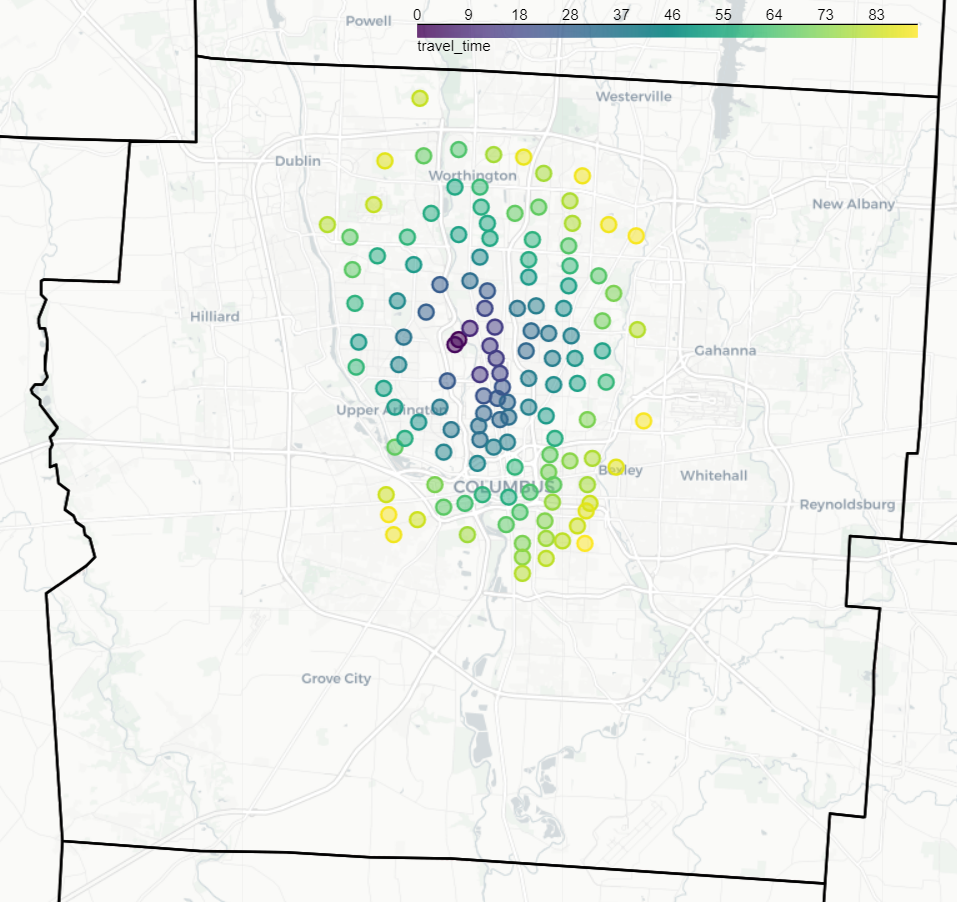 0 9 18 28 37 46 55 64 73 83
travel_time
Powell
Westerville
Dublin
Worthington
New Albany
Hilliard
Gahanna
Upper Arlington
Bexley
Whitehall
COLUMBUS
Reynoldsburg
Grove City